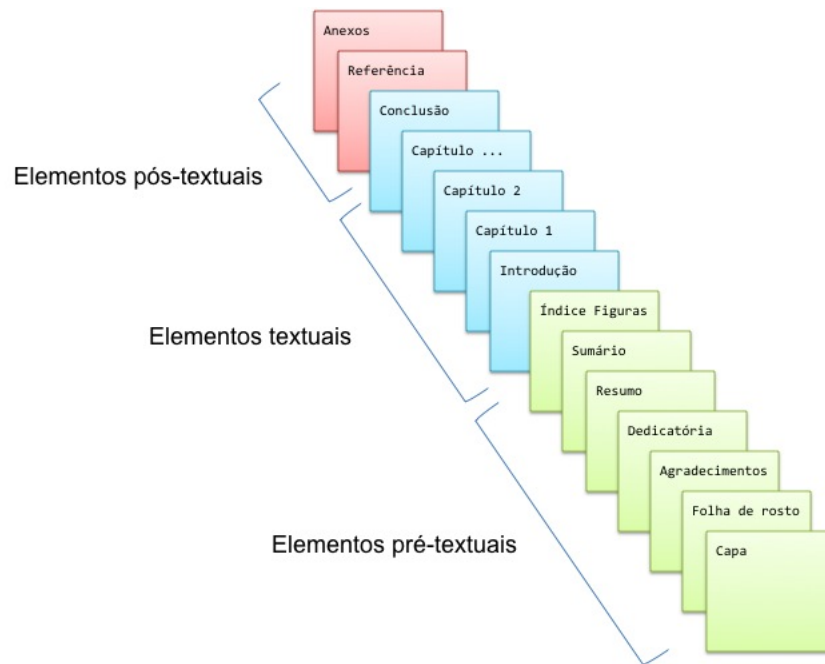 Anexos
Referência
Conclusão
Capítulo ...
Capítulo 2
Capítulo 1
Introdução
Índice Figuras
Sumário
Resumo
Dedicatória
Agradecimentos
Folha de rosto
Capa
Elementos pós-textuais
Elementos textuais
Elementos pré-textuais